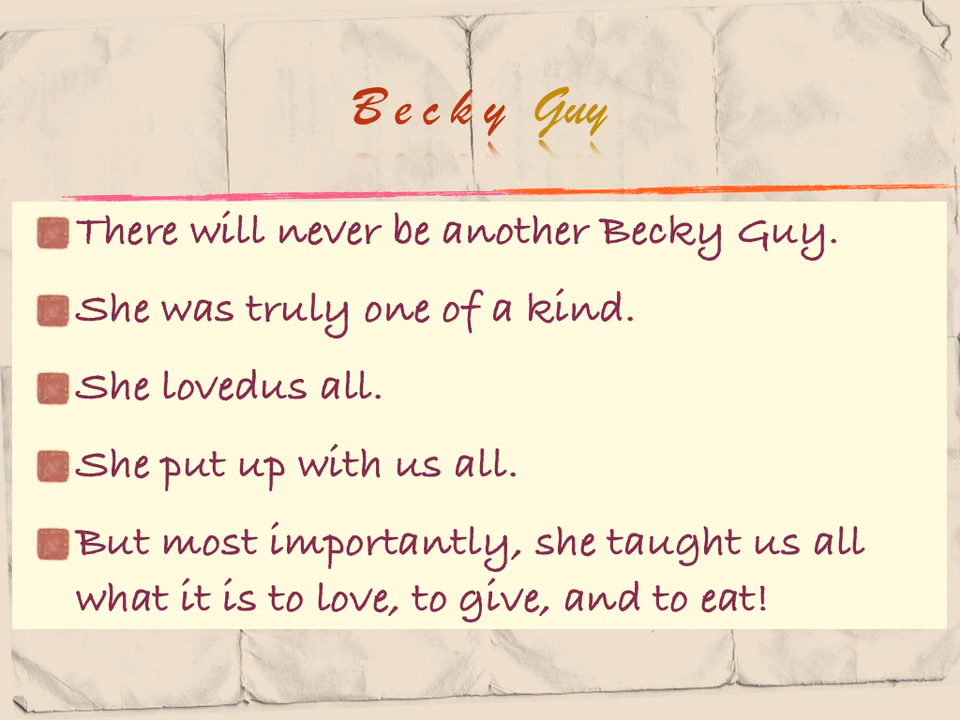 Becky Guy
There will never be another Becky Guy.
She was truly one of a kind.
She lovedus all.
She put up with us all.
But most importantly, she taught us all
what it is to love, to give, and to eat!